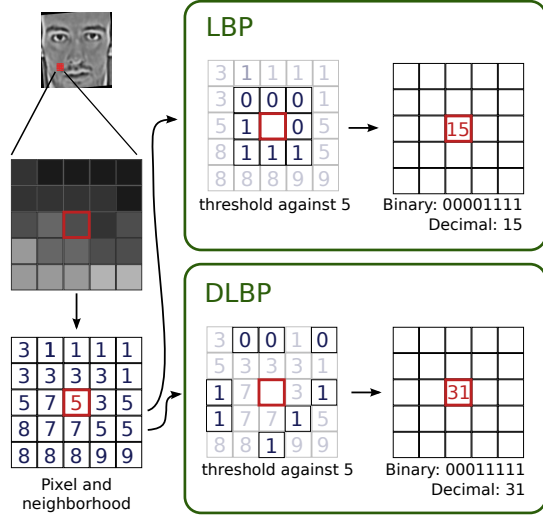 LBP
3 1 1 1 1
3 0 0 0 1
5 1 0 5
8 1 1 1 5
8 8 8 9 9
threshold against 5
15
Binary: 00001111
Decimal: 15
3 1 1 1 1
3 3 3 3 1
5 7 5 3 5
8 7 7 5 5
8 8 8 9 9
Pixel and
neighborhood
DLBP
3 0 0 1 0
5 3 3 3 1
1 7 3 1
1 7 7 1 5
8 8 1 9 9
threshold against 5
31
Binary: 00011111
Decimal: 31